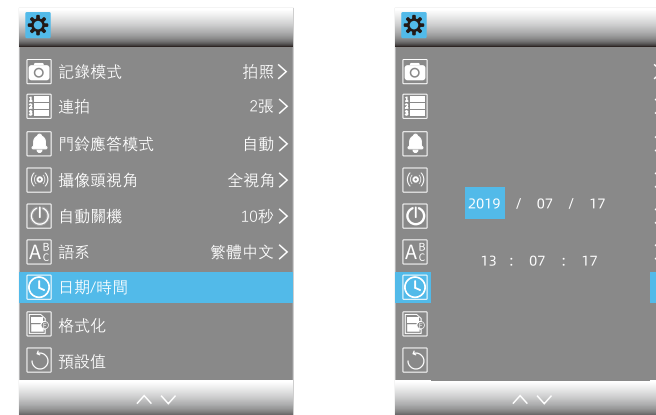 記錄模式 拍照
連拍 2張
門鈴應答模式 自動
攝像頭視角 全視角
自動關機 10秒
語系 繁體中文
日期/時間
格式化
預設值
2019 / 07 / 17
13 : 07 : 17